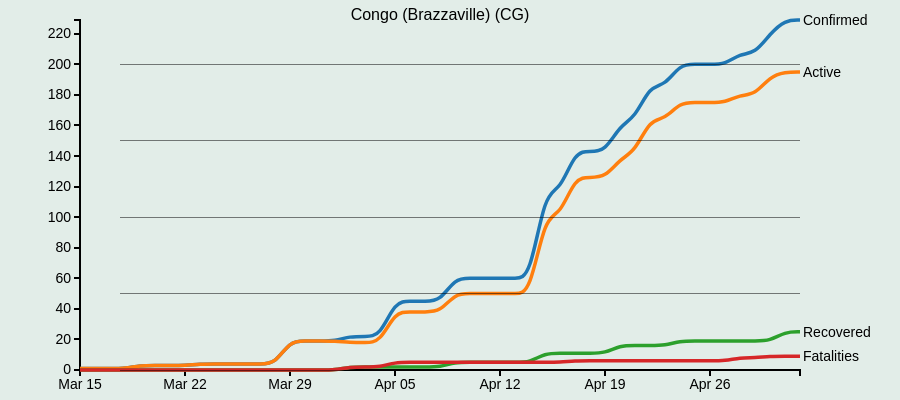 Congo (Brazzaville) (CG)
Confirmed
220
200
Active
180
160
140
120
100
80
60
40
Recovered
20
Fatalities
0
Mar 15 Mar 22 Mar 29 Apr 05 Apr 12 Apr 19 Apr 26